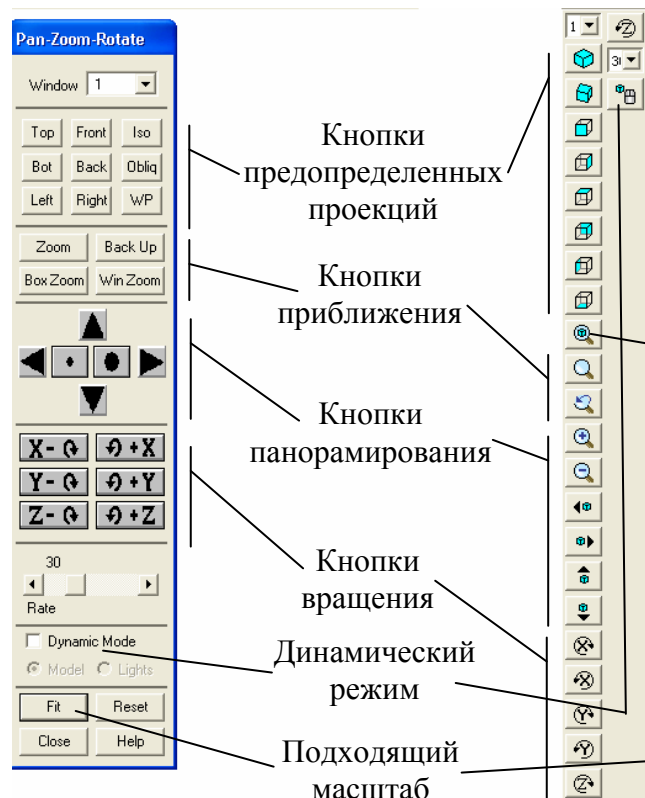 Pan-Zoom-Rotate
Window 1
Top Front Iso
Bot Back Obliq
Left Right WP
Zoom Back Up
Box Zoom Win Zoom
X- +X
Y- +Y
Z- +Z
30
Rate
Dynamic Mode
Model Lights
Fit Reset
Close Help
Кнопки
предопределенных
проекций
Кнопки
приближения
Кнопки
панорамирования
Кнопки
вращения
Динамический
режим
Подходящий
масштаб
1 Z
X
X
Y
Y
Z